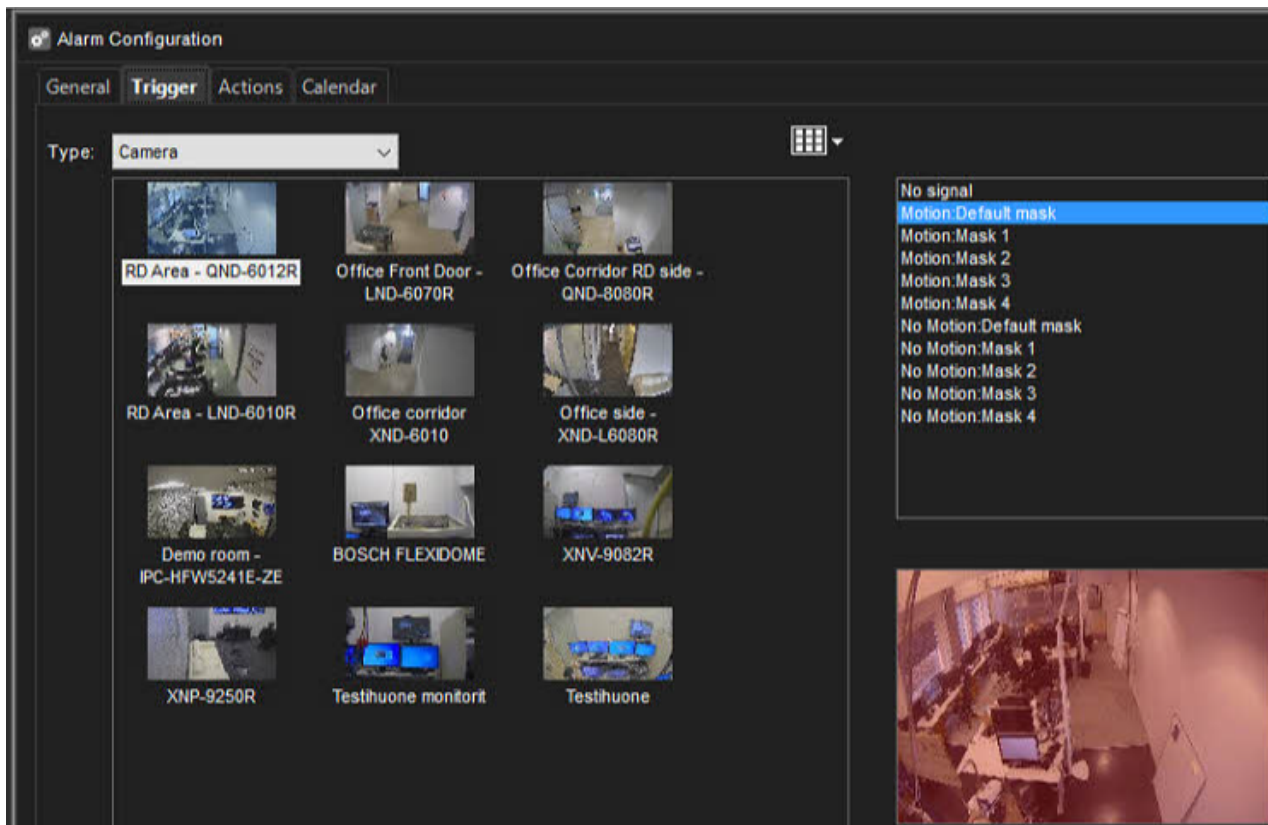 Alarm Configuration
General Trigger Actions Calendar
Type: Camera
RD Area - QND-6012R
Office Front Door -
LND-6070R
Office Corridor RD side -
QND-8080R
RD Area - LND-6010R
Office corridor
XND-6010
Office side -
XND-L6080R
Demo room -
IPC-HFW5241E-ZE
BOSCH FLEXIDOME
XNV-9082R
XNP-9250R
Testihuone monitorit
Testihuone
No signal
Motion:Default mask
Motion:Mask 1
Motion:Mask 2
Motion:Mask 3
Motion:Mask 4
No Motion:Default mask
No Motion:Mask 1
No Motion:Mask 2
No Motion:Mask 3
No Motion:Mask 4